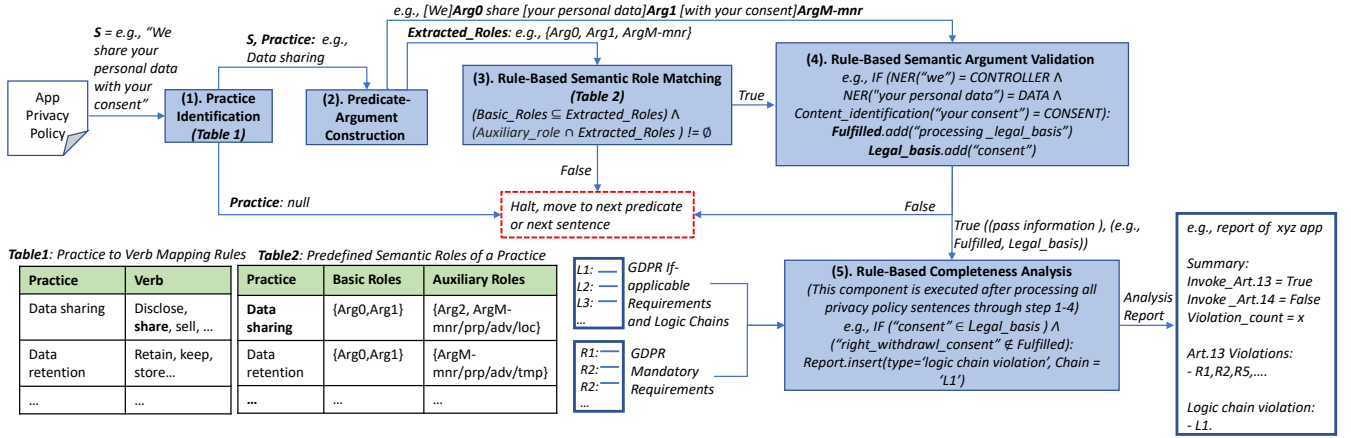 e.g., [We]Arg0 share [your personal data]Arg1 [with your consent]ArgM-mnr
S = e.g., “We
share your
personal data
with your
consent”
S, Practice: e.g.,
Data sharing
Extracted_Roles: e.g., {Arg0, Arg1, ArgM-mnr}
App
Privacy
Policy
(1). Practice
Identification
(Table 1)
(2). Predicate-
Argument
Construction
(3). Rule-Based Semantic Role Matching
(Table 2)
(Basic_Roles ⊆ Extracted_Roles) Λ
(Auxiliary_role ∩ Extracted_Roles ) != ∅
True
(4). Rule-Based Semantic Argument Validation
e.g., IF (NER(“we”) = CONTROLLER Λ
NER("your personal data”) = DATA Λ
Content_identification(“your consent”) = CONSENT):
Fulfilled.add(“processing _legal_basis”)
Legal_basis.add(“consent”)
False
Practice: null
Halt, move to next predicate
or next sentence
False
True ((pass information ), (e.g.,
Fulfilled, Legal_basis))
Table1: Practice to Verb Mapping Rules
Practice Verb
Data sharing Disclose,
share, sell, ...
Data
retention Retain, keep,
store...
... ...
Table2: Predefined Semantic Roles of a Practice
Practice Basic Roles Auxiliary Roles
Data
sharing {Arg0,Arg1} {Arg2, ArgM-
mnr/prp/adv/loc}
Data
retention {Arg0,Arg1} {ArgM-
mnr/prp/adv/tmp}
... ... ...
L1:
L2:
L3:
...
GDPR If-
applicable
Requirements
and Logic Chains
R1:
R2:
R2:
...
GDPR
Mandatory
Requirements
(5). Rule-Based Completeness Analysis
(This component is executed after processing all
privacy policy sentences through step 1-4)
e.g., IF (“consent” ∈ Legal_basis ) Λ
(“right_withdrawl_consent” ∉ Fulfilled):
Report.insert(type=‘logic chain violation’, Chain =
‘L1’)
Analysis
Report
e.g., report of xyz app
Summary:
Invoke_Art.13 = True
Invoke _Art.14 = False
Violation_count = x
Art.13 Violations:
- R1,R2,R5,....
Logic chain violation:
- L1.